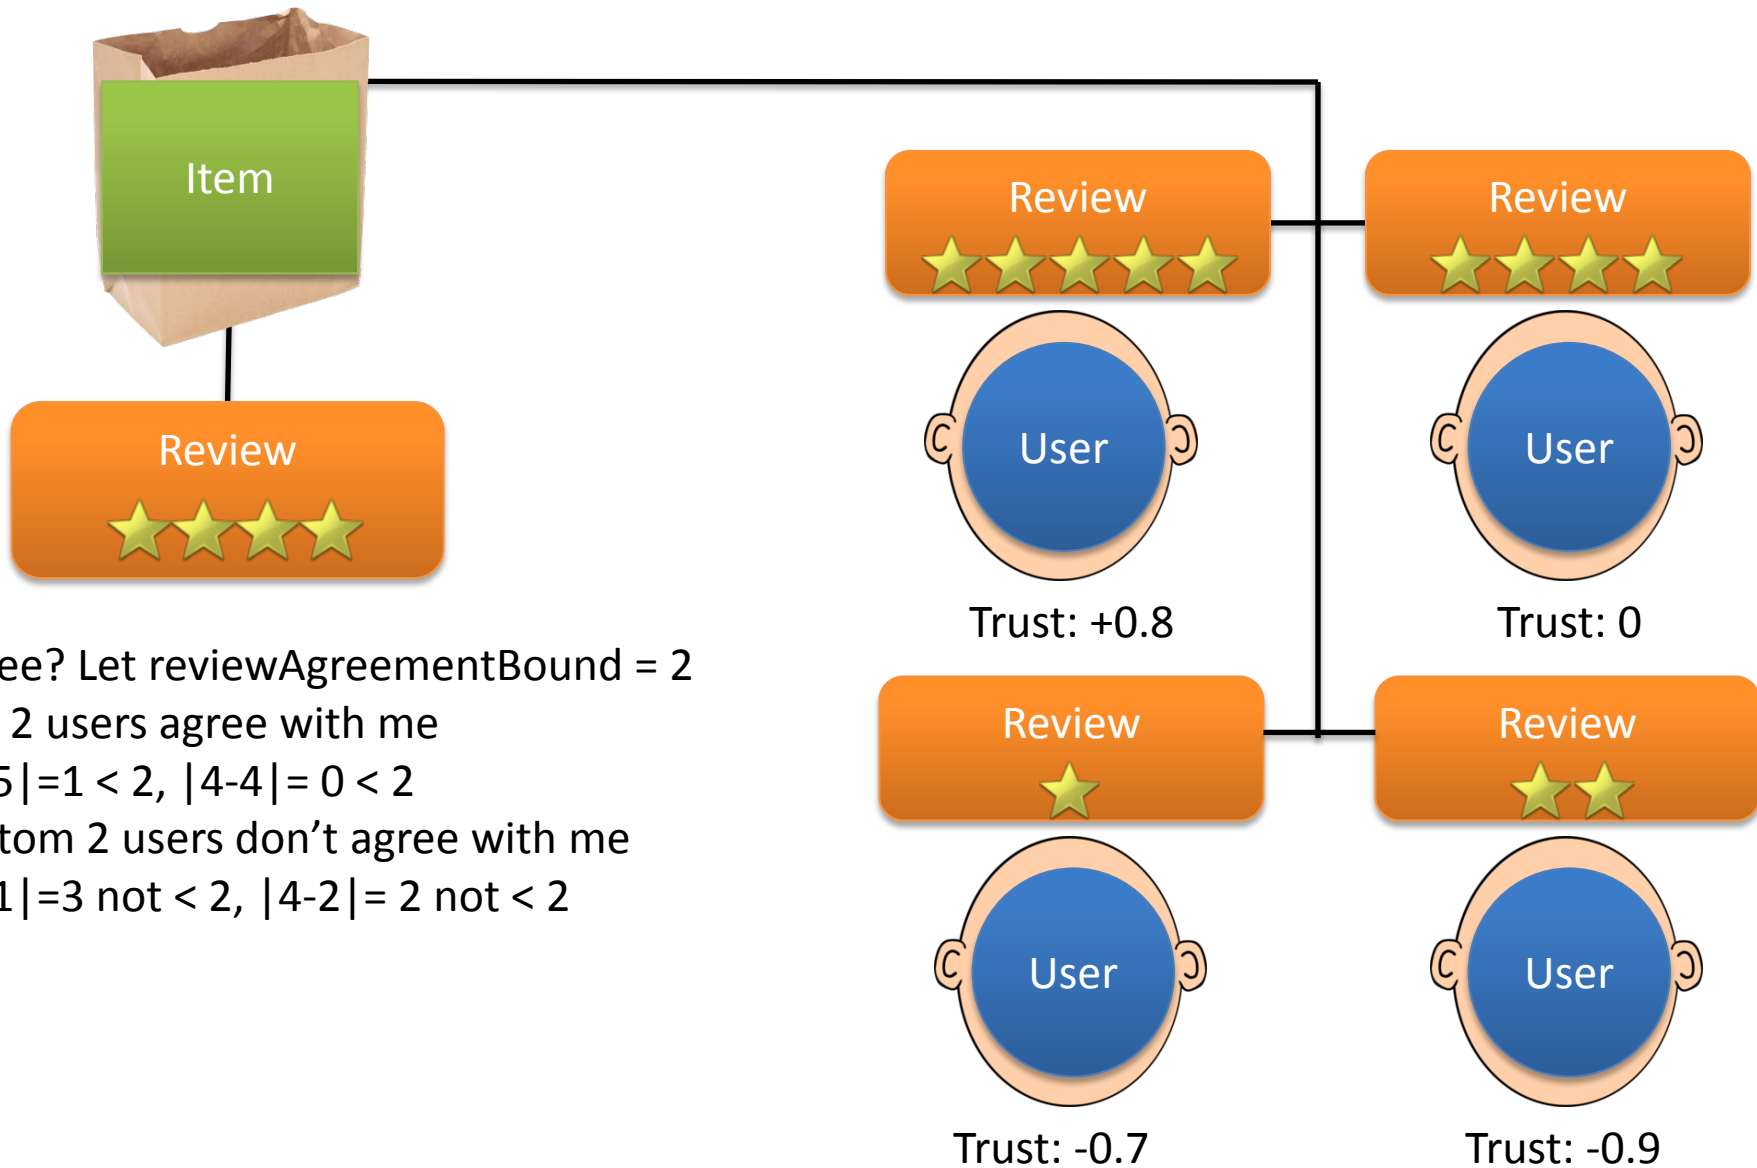 Item
Review
Review
Review
User
User
Trust: +0.8
Trust: 0
Review
ee? Let reviewAgreementBound = 2
2 users agree with me
5|=1 < 2, |4-4|= 0 < 2
tom 2 users don’t agree with me
1|=3 not < 2, |4-2|= 2 not < 2
Review
Review
User
User
Trust: -0.7
Trust: -0.9